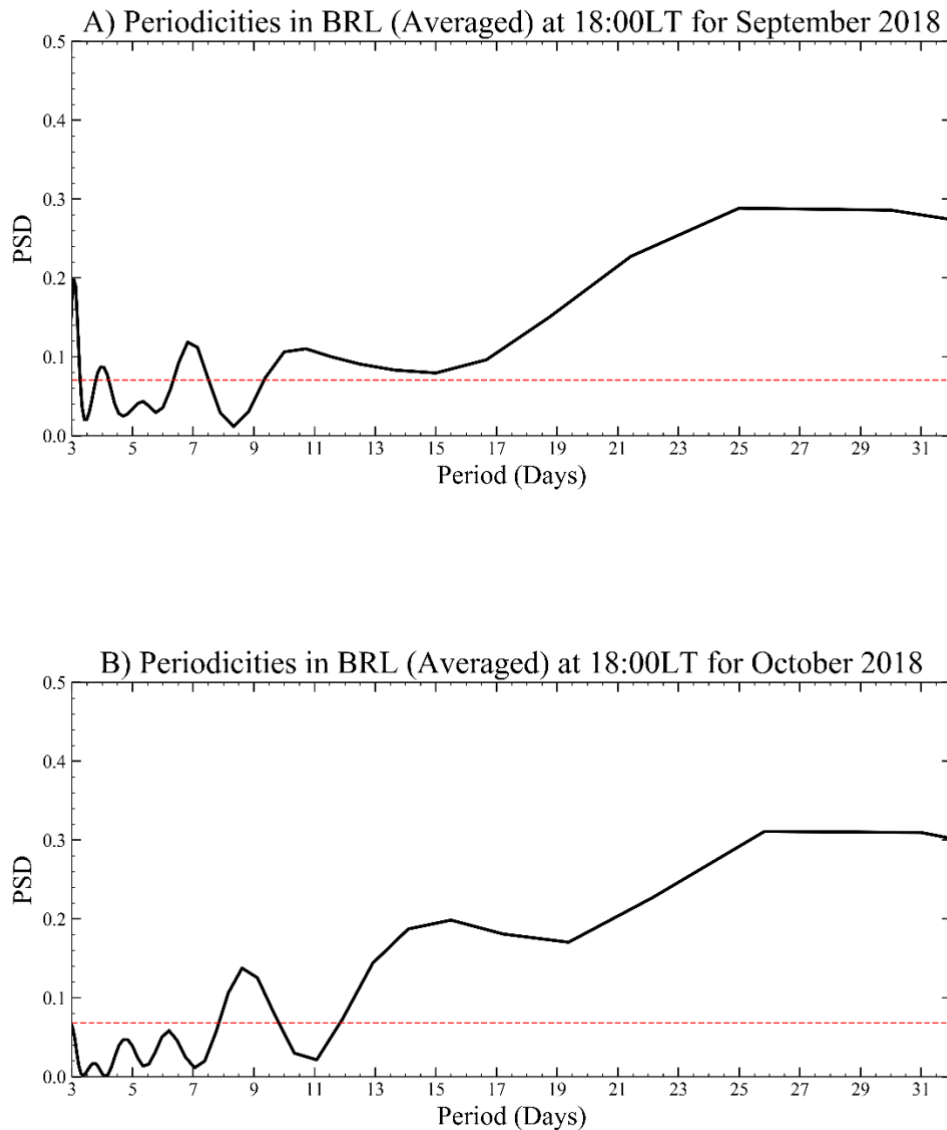 A) Periodicities in BRL (Averaged) at 18:00LT for September 2018
0.5
0.4
0.3
PSD
0.2
0.1
0.0
3 5 7 9 11 13 15 17 19 21 23 25 27 29 31
Period (Days)
B) Periodicities in BRL (Averaged) at 18:00LT for October 2018
0.5
0.4
0.3
PSD
0.2
0.1
0.0
3 5 7 9 11 13 15 17 19 21 23 25 27 29 31
Period (Days)